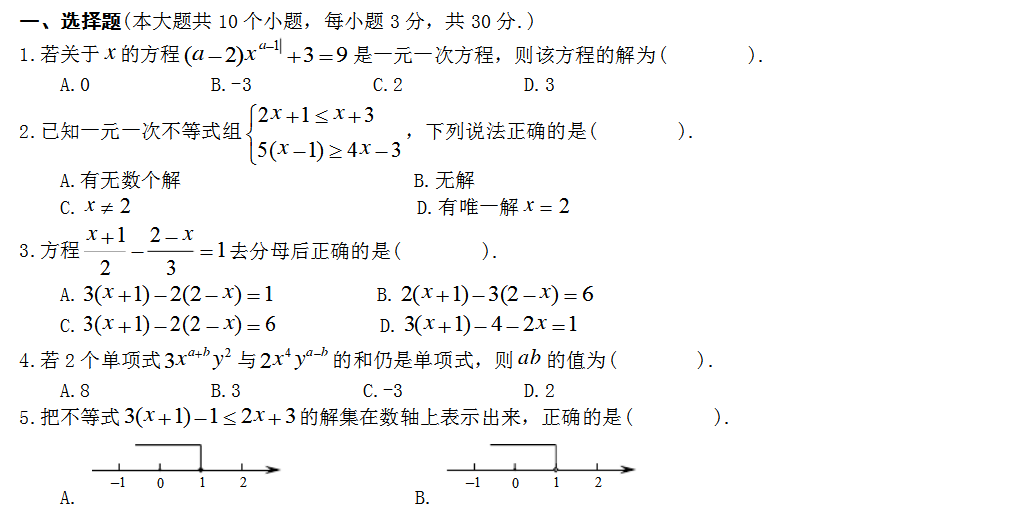 一、选择题(本大题共 10 个小题，每小题 3 分，共 30 分.)
1.若关于 x 的方程 (a－2)x^{a－1|}＋3＝9 是一元一次方程，则该方程的解为(　　).
A.0　B.-3　C.2　D.3
2.已知一元一次不等式组 {2x＋1≤x＋3　5(x－1)≥4x－3 ，下列说法正确的是(　　).
A.有无数个解　B.无解
C. x≠2　D.有唯一解 x＝2
3.方程 (x＋1)/2－(2－x)/3＝1 去分母后正确的是(　　).
A. 3(x＋1)－2(2－x)＝1　B. 2(x＋1)－3(2－x)＝6
C. 3(x＋1)－2(2－x)＝6　D. 3(x＋1)－4－2x＝1
4.若 2 个单项式 3x^{a+b}y^2 与 2x^4y^{a-b} 的和仍是单项式，则 ab 的值为(　　).
A.8　B.3　C.-3　D.2
5.把不等式 3(x＋1)－1≤2x＋3 的解集在数轴上表示出来，正确的是(　　).
A. －1 0 1 2　B. －1 0 1 2